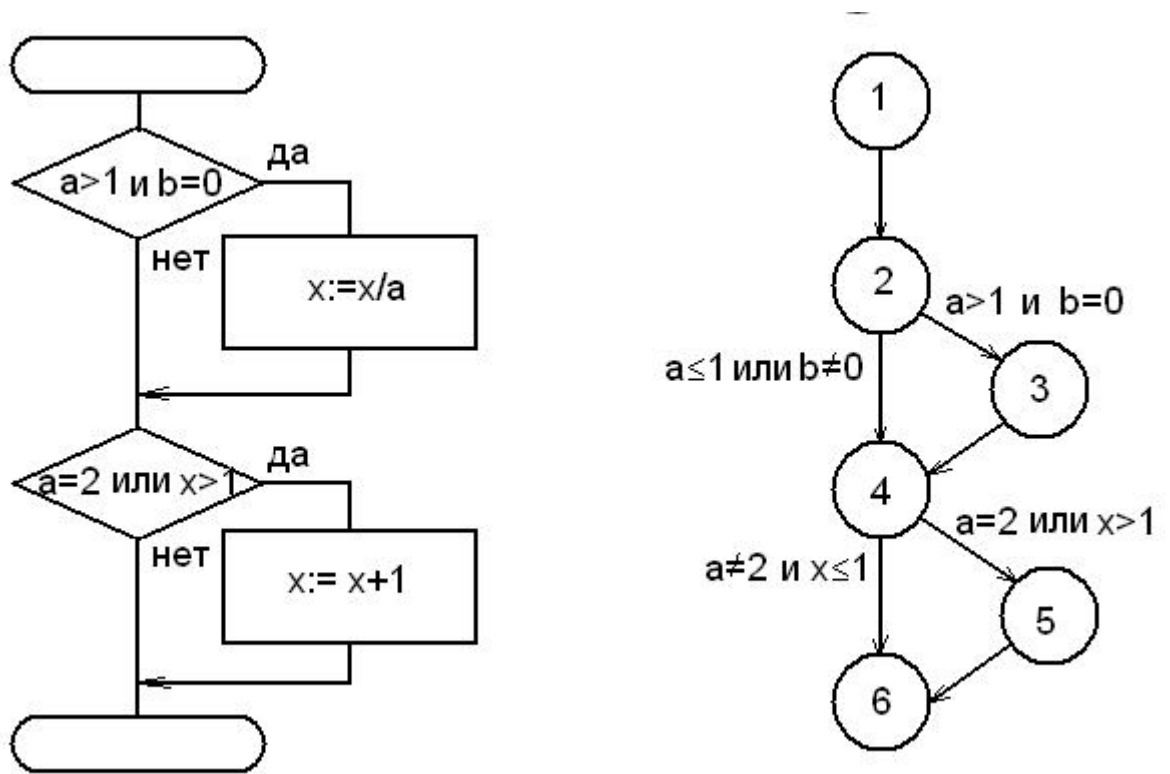 да
a>1 и b=0
нет
x:=x/a
да
a=2 или x>1
нет
x:= x+1
1
2
a>1 и b=0
a≤1 или b≠0
3
4
a=2 или x>1
a≠2 и x≤1
5
6